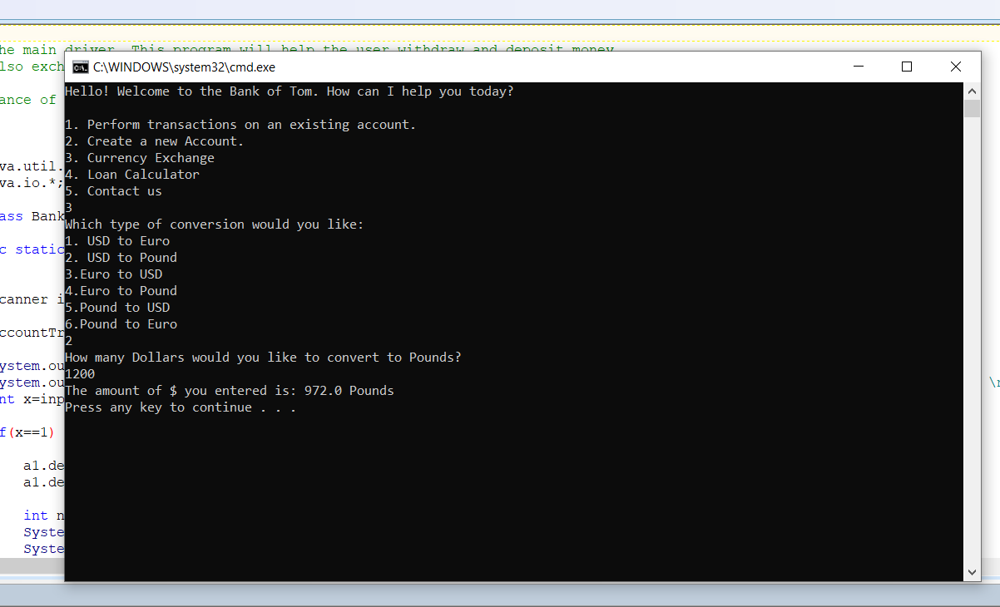 he main driver. This program will help the user withdraw and deposit money
lso exch
C:\WINDOWS\system32\cmd.exe
Hello! Welcome to the Bank of Tom. How can I help you today?
ance of
1. Perform transactions on an existing account.
2. Create a new Account.
3. Currency Exchange
va.util.
4. Loan Calculator
va.io.*;
5. Contact us
3
ass Bank
Which type of conversion would you like:
1. USD to Euro
c static
2. USD to Pound
3.Euro to USD
4.Euro to Pound
canner i
5.Pound to USD
6.Pound to Euro
ccountTr
2
How many Dollars would you like to convert to Pounds?
ystem.ou
1200
ystem.ou
The amount of $ you entered is: 972.0 Pounds
nt x=inp
Press any key to continue . . .
f(x==1)
a1.de
a1.de
int n
Syste
Syste